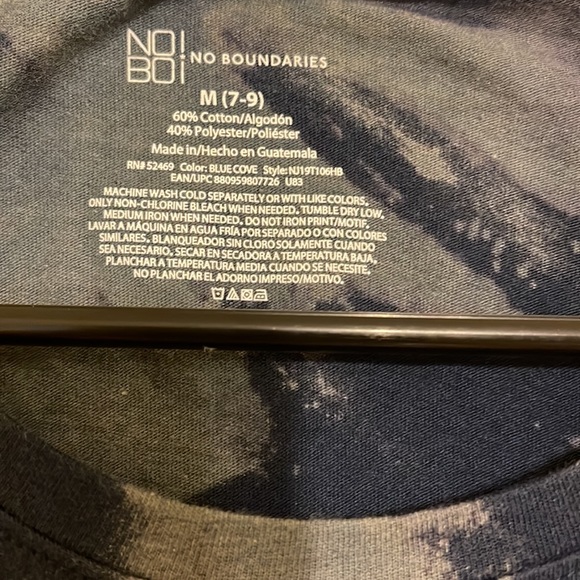 NO!
BO!
NO BOUNDARIES
M (7-9)
60% Cotton/Algodón
40% Polyester/Poliéster
Made in/Hecho en Guatemala
RN# 52469 Color: BLUE COVE Style: NJ19T106HB
EAN/UPC 880959807726 U83
MACHINE WASH COLD SEPARATELY OR WITH LIKE COLORS.
ONLY NON-CHLORINE BLEACH WHEN NEEDED. TUMBLE DRY LOW.
MEDIUM IRON WHEN NEEDED. DO NOT IRON PRINT/MOTIF.
LAVAR A MÁQUINA EN AGUA FRÍA POR SEPARADO O CON COLORES
SIMILARES. BLANQUEADOR SIN CLORO SOLAMENTE CUANDO
SEA NECESARIO. SECAR EN SECADORA A TEMPERATURA BAJA.
PLANCHAR A TEMPERATURA MEDIA CUANDO SE NECESITE.
NO PLANCHAR EL ADORNO IMPRESO/MOTIVO.